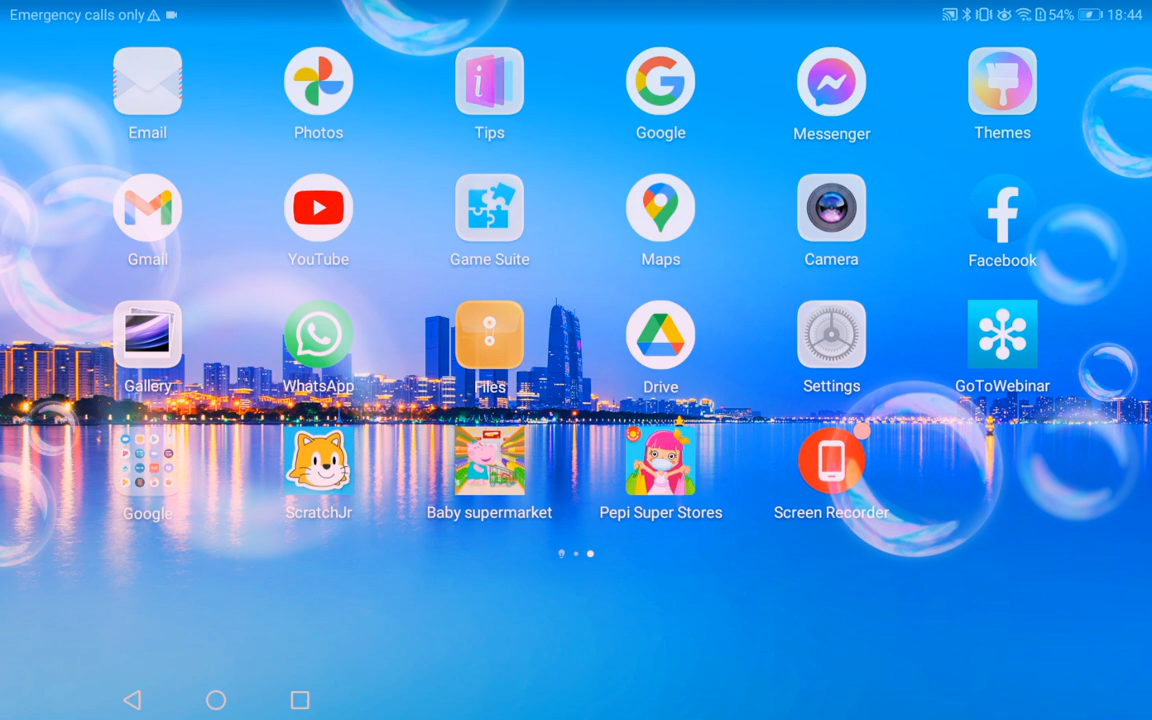 Emergency calls only 54% 18:44
Email Photos Tips Google Messenger Themes
Gmail YouTube Game Suite Maps Camera Facebook
Gallery WhatsApp Files Drive Settings GoToWebinar
Google ScratchJr Baby supermarket Pepi Super Stores Screen Recorder